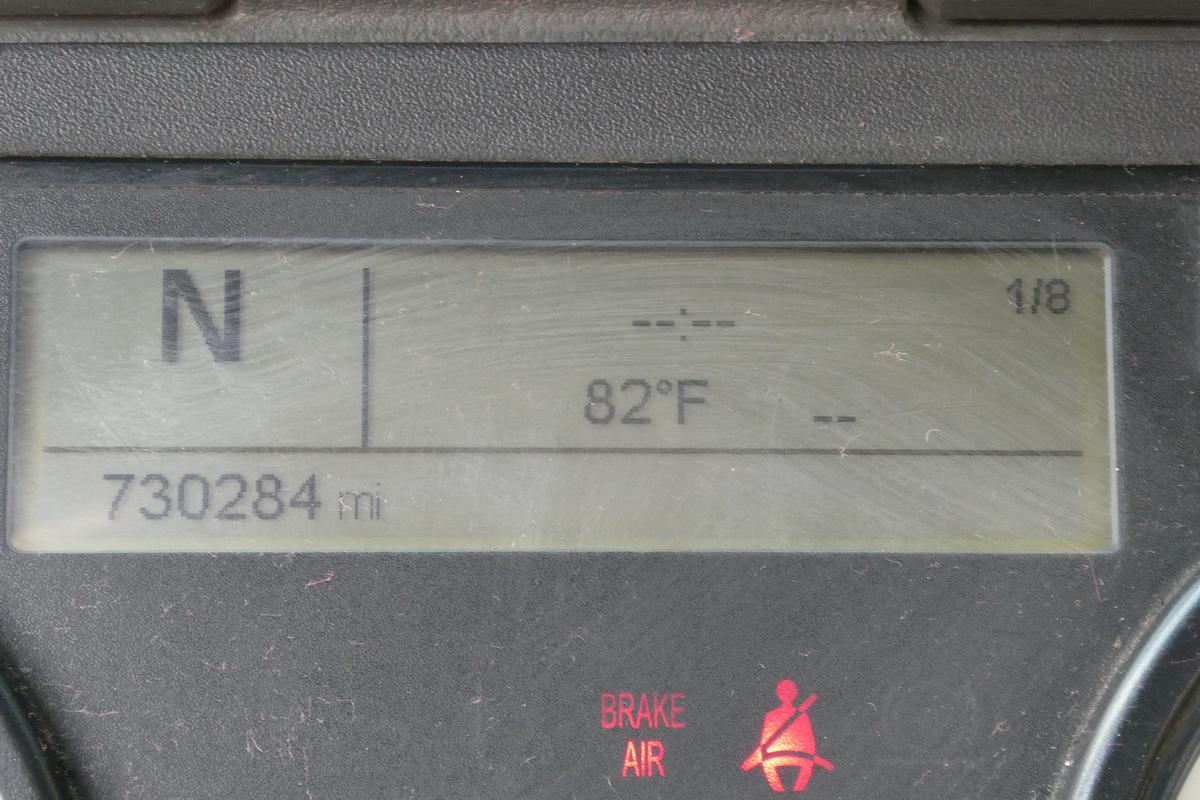 N
--:--
1/8
82°F
--
730284 mi
BRAKE
AIR